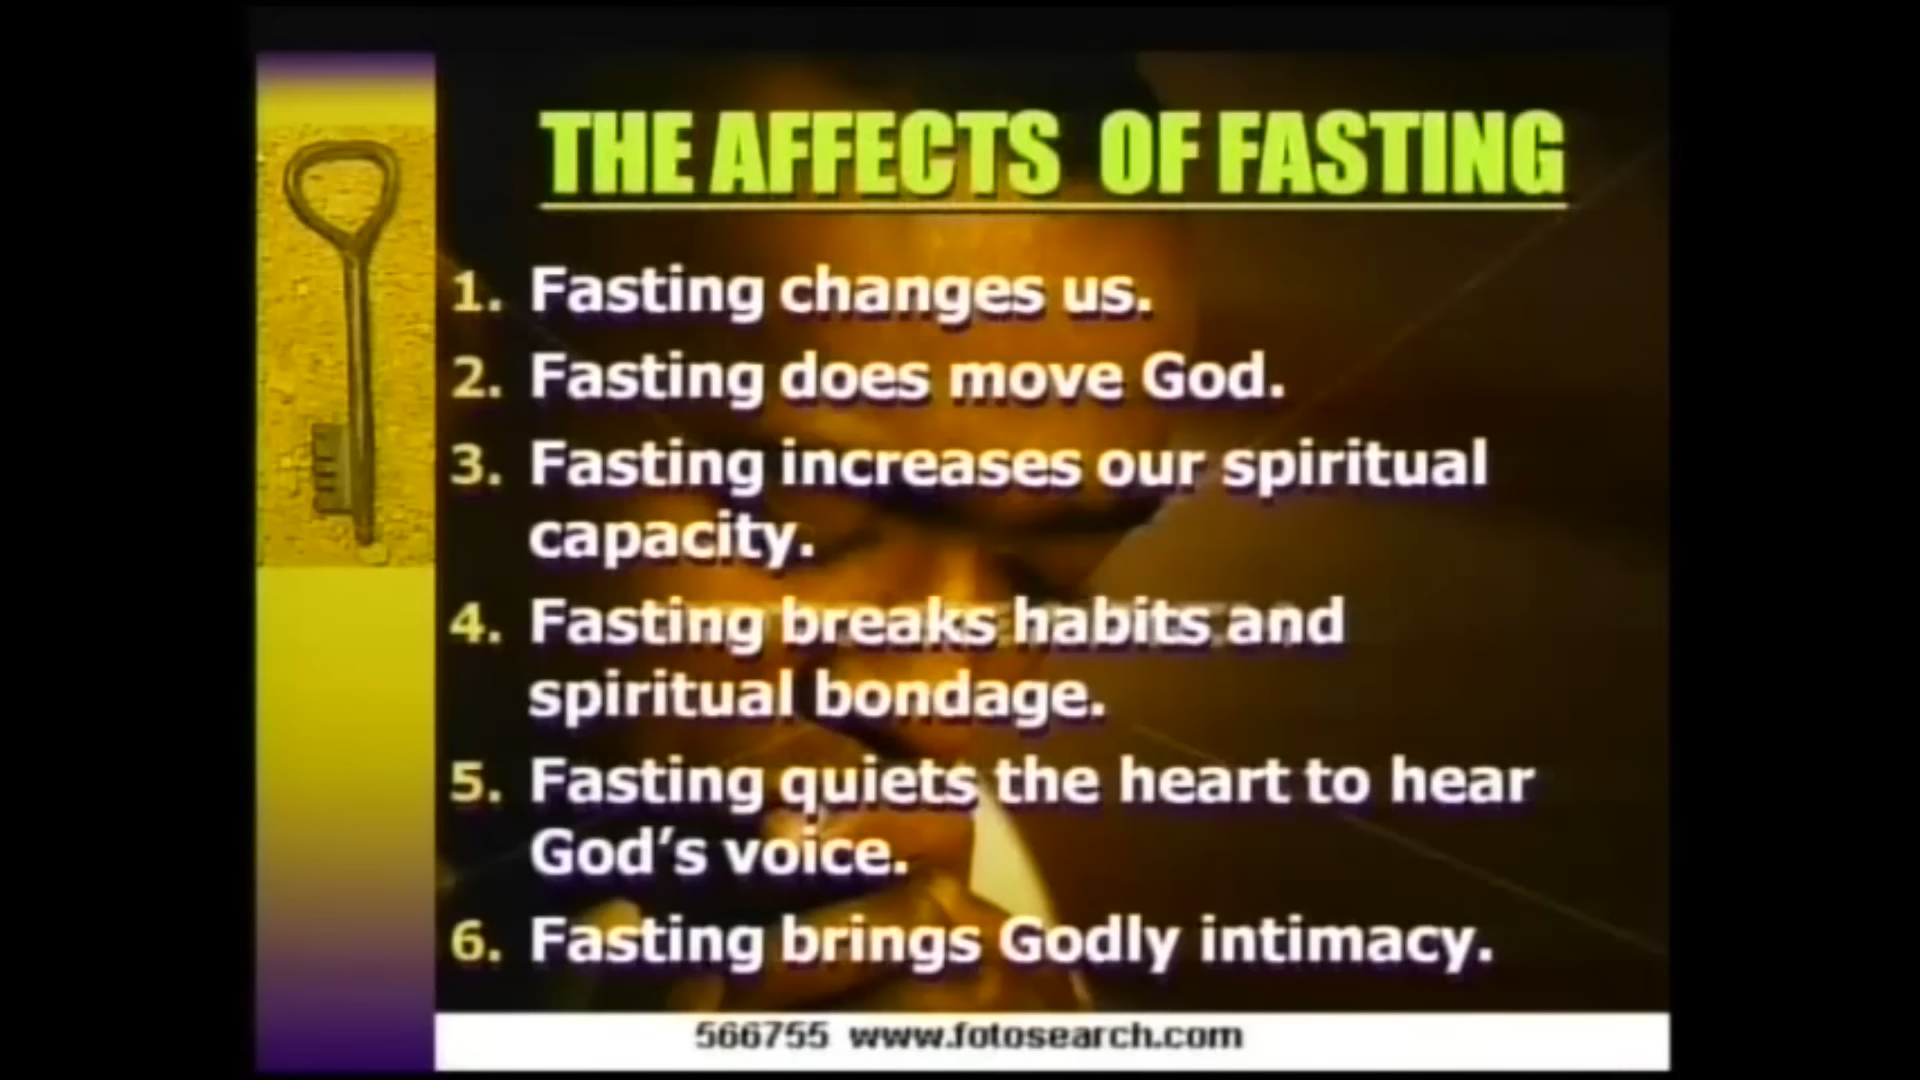 THE AFFECTS OF FASTING
1. Fasting changes us.
2. Fasting does move God.
3. Fasting increases our spiritual
capacity.
4. Fasting breaks habits and
spiritual bondage.
5. Fasting quiets the heart to hear
God's voice.
6. Fasting brings Godly intimacy.
566755 www.fotosearch.com